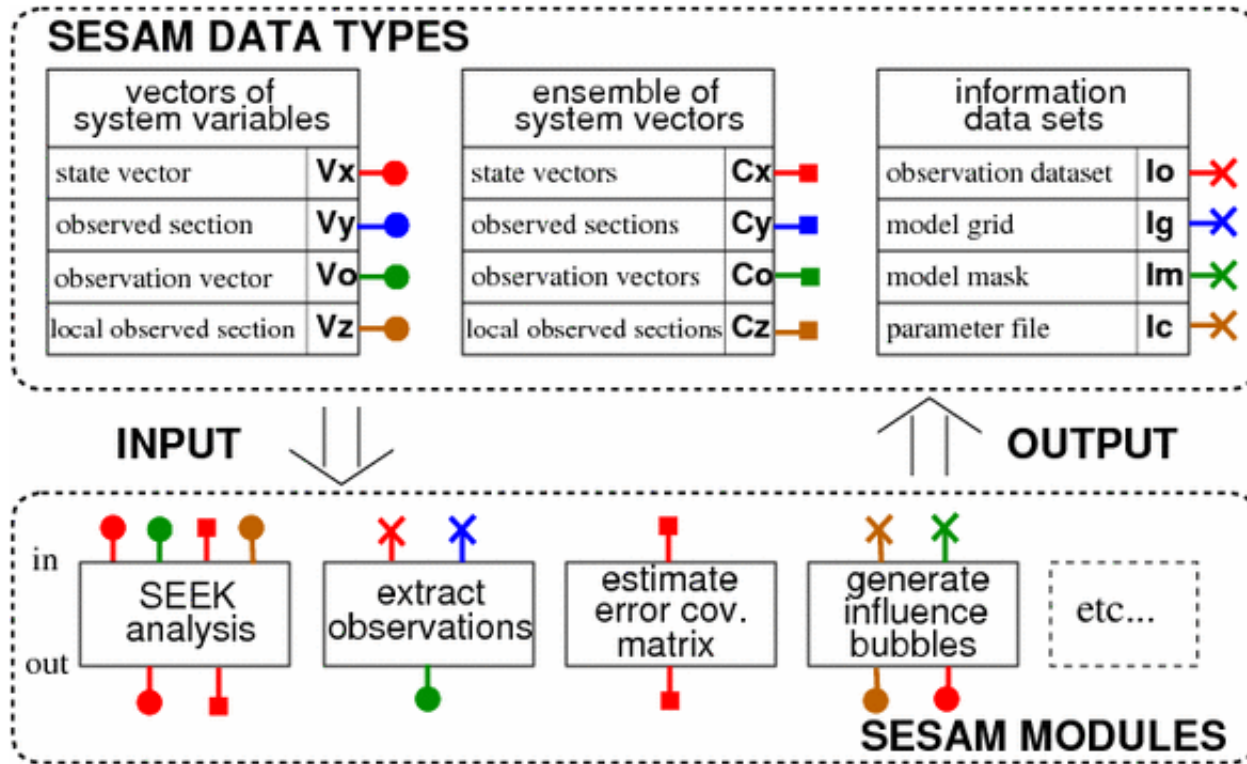 SESAM DATA TYPES
vectors of
system variables
state vector Vx
observed section Vy
observation vector Vo
local observed section Vz
ensemble of
system vectors
state vectors Cx
observed sections Cy
observation vectors Co
local observed sections Cz
information
data sets
observation dataset Io
model grid Ig
model mask Im
parameter file Ic
INPUT
OUTPUT
in
out
SEEK
analysis
extract
observations
estimate
error cov.
matrix
generate
influence
bubbles
etc...
SESAM MODULES